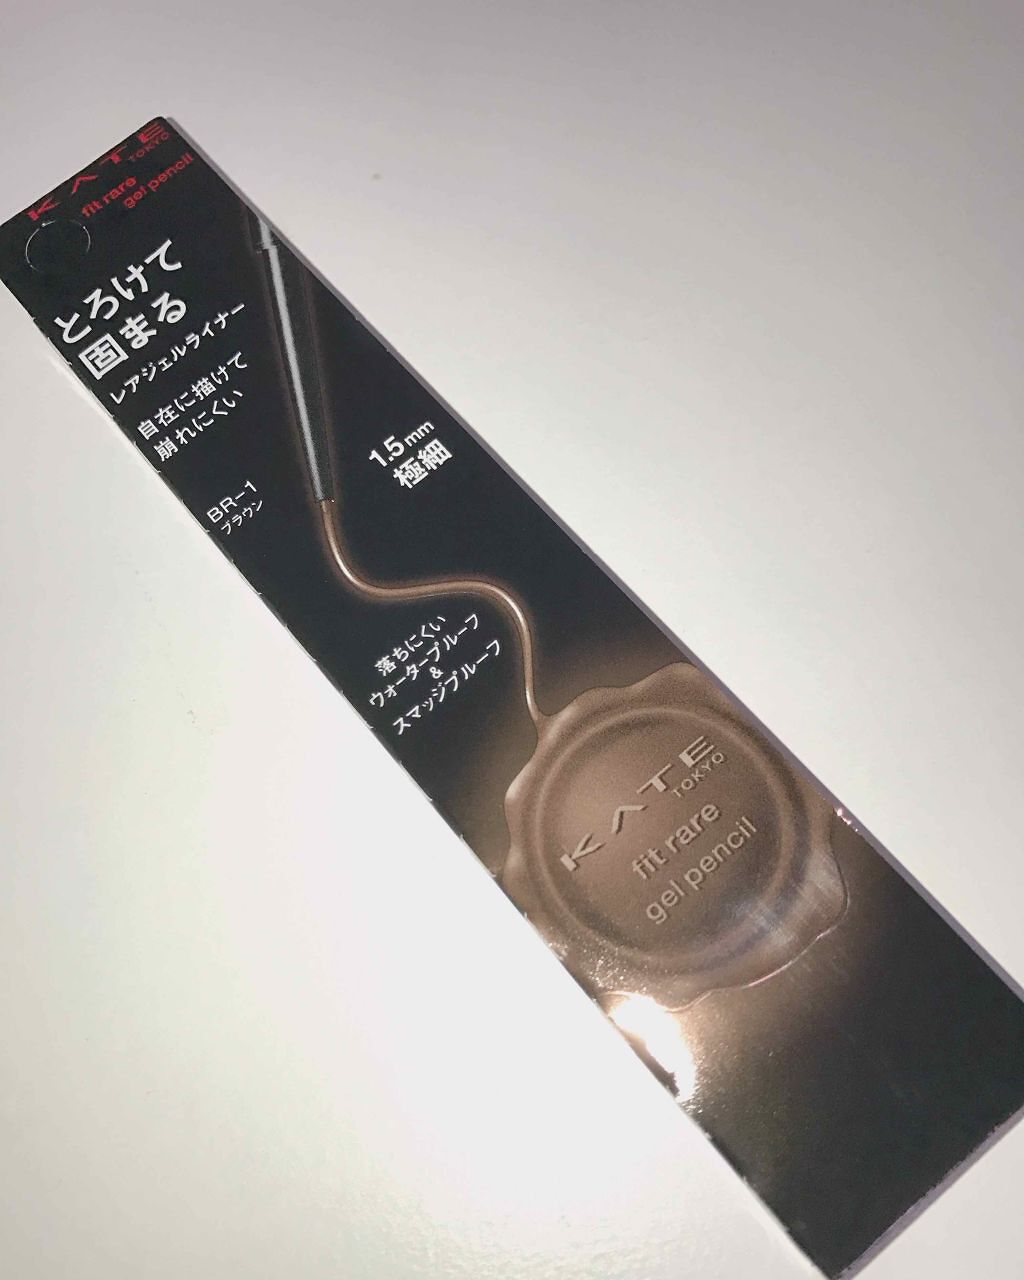 KATE
TOKYO
fit rare
gel pencil
とろけて
固まる
レアジェルライナー
自在に描けて
崩れにくい
1.5mm
極細
BR-1
ブラウン
落ちにくい
ウォータープルーフ
&
スマッジプルーフ
KATE
TOKYO
fit rare
gel pencil